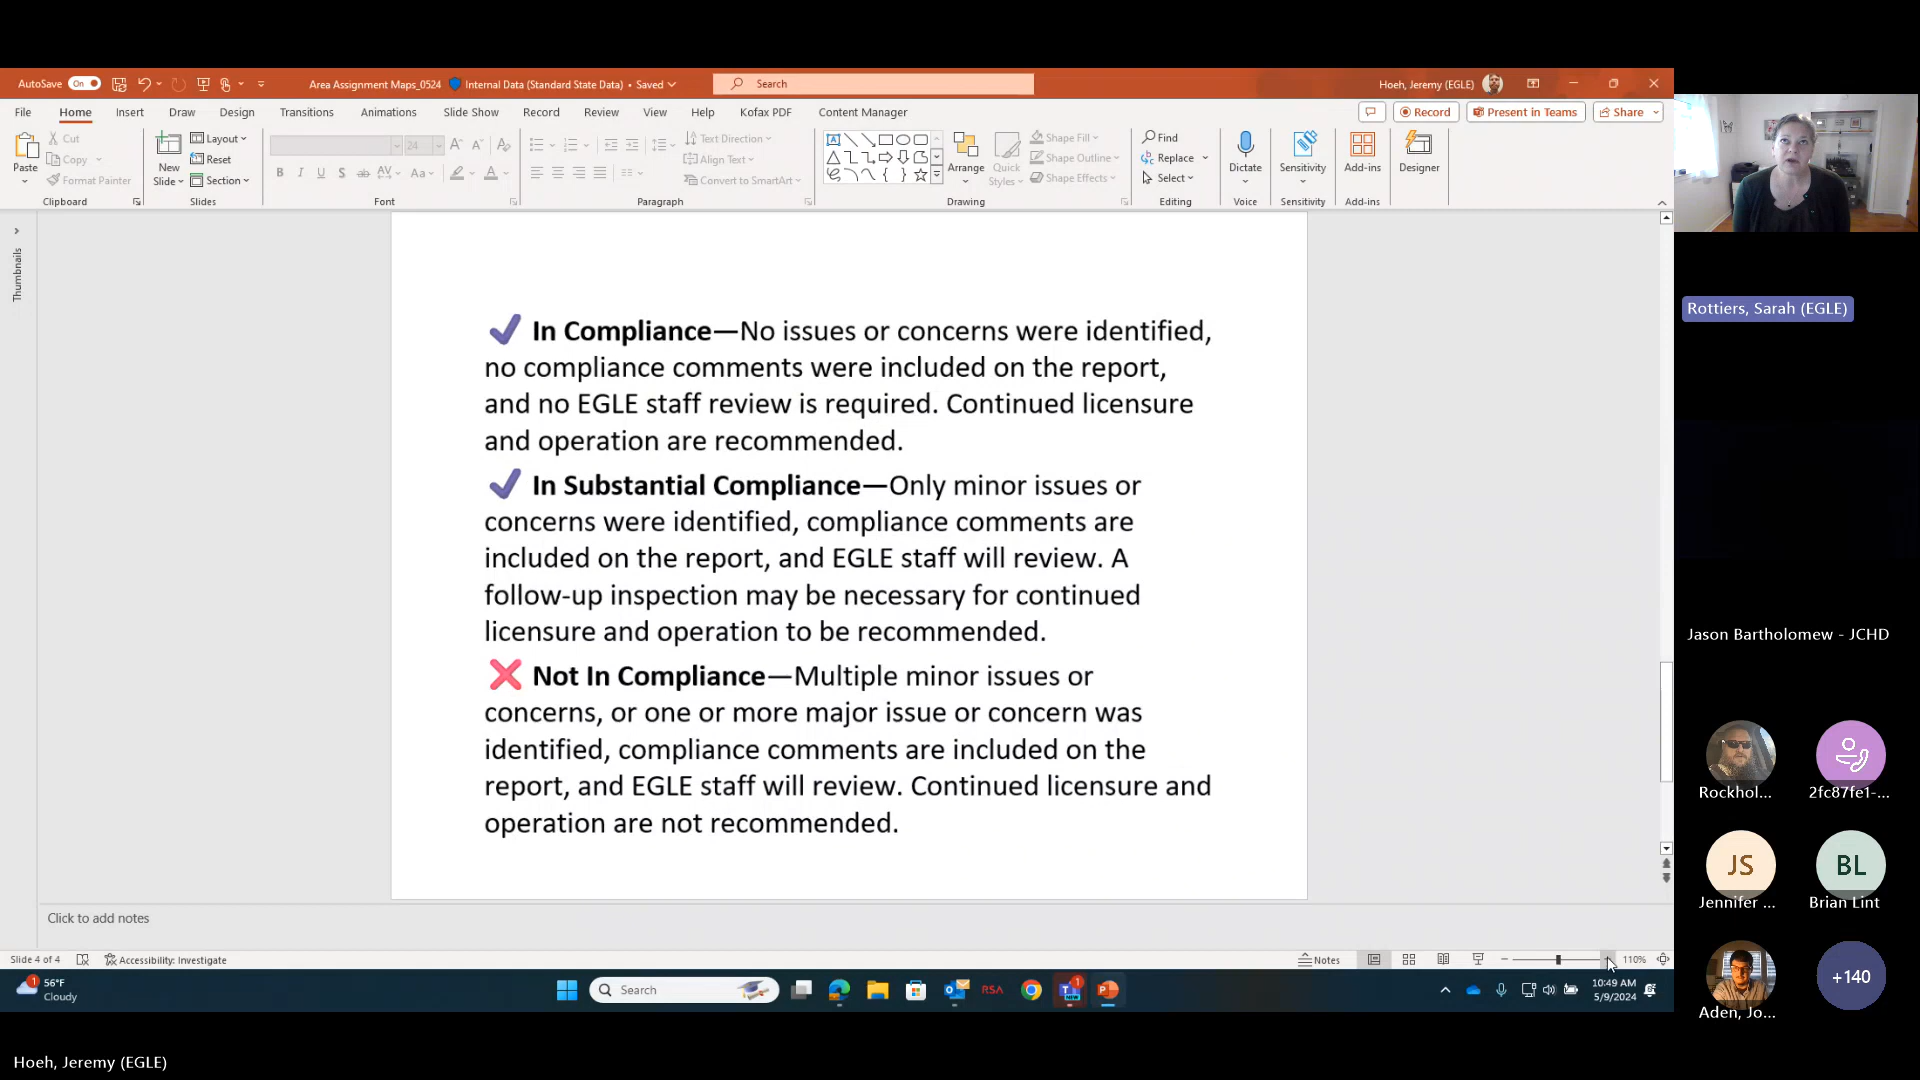 AutoSave On
Area Assignment Maps_0524 Internal Data (Standard State Data) • Saved
Search
Hoeh, Jeremy (EGLE)
File Home Insert Draw Design Transitions Animations Slide Show Record Review View Help Kofax PDF Content Manager
Record Present in Teams Share
Paste
Cut
Copy
Format Painter
Clipboard
New
Slide
Layout
Reset
Section
Slides
24
Font
Text Direction
Align Text
Convert to SmartArt
Paragraph
Arrange
Quick
Styles
Shape Fill
Shape Outline
Shape Effects
Drawing
Find
Replace
Select
Editing
Dictate
Voice
Sensitivity
Sensitivity
Add-ins
Add-ins
Designer
Thumbnails
In Compliance—No issues or concerns were identified,
no compliance comments were included on the report,
and no EGLE staff review is required. Continued licensure
and operation are recommended.
In Substantial Compliance—Only minor issues or
concerns were identified, compliance comments are
included on the report, and EGLE staff will review. A
follow-up inspection may be necessary for continued
licensure and operation to be recommended.
Not In Compliance—Multiple minor issues or
concerns, or one or more major issue or concern was
identified, compliance comments are included on the
report, and EGLE staff will review. Continued licensure and
operation are not recommended.
Click to add notes
Slide 4 of 4
Accessibility: Investigate
Notes
110%
1
56°F
Cloudy
Search
RSA
1
NEW
10:49 AM
5/9/2024
Rottiers, Sarah (EGLE)
Jason Bartholomew - JCHD
Rockhol...
2fc87fe1-...
JS
Jennifer ...
BL
Brian Lint
Aden, Jo...
+140
Hoeh, Jeremy (EGLE)